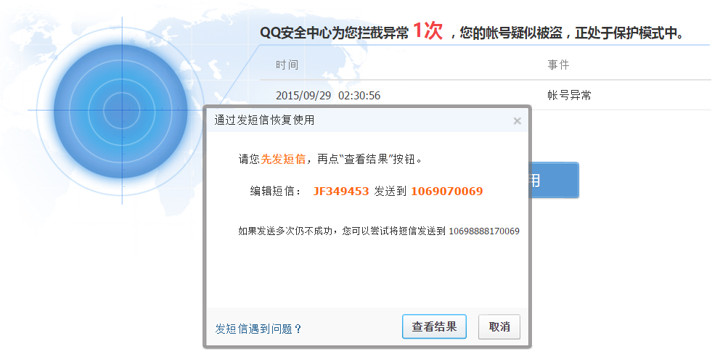 QQ安全中心为您拦截异常 1次 ，您的帐号疑似被盗，正处于保护模式中。
时间 事件
2015/09/29 02:30:56 帐号异常
通过发短信恢复使用 ×
请您先发短信，再点“查看结果”按钮。
用
编辑短信： JF349453 发送到 1069070069
如果发送多次仍不成功，您可以尝试将短信发送到 10698888170069
发短信遇到问题？ 查看结果 取消